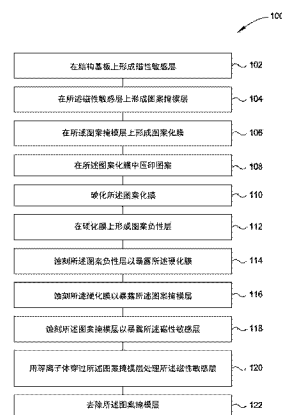 100
在结构基板上形成磁性敏感层
102
在所述磁性敏感层上形成图案掩模层
104
在所述图案掩模层上形成图案化膜
106
在所述图案化膜中压印图案
108
硬化所述图案化膜
110
在硬化膜上形成图案负性层
112
蚀刻所述图案负性层以暴露所述硬化膜
114
蚀刻所述硬化膜以暴露所述图案掩模层
116
蚀刻所述图案掩模层以暴露所述磁性敏感层
118
用等离子体穿过所述图案掩模层处理所述磁性敏感层
120
去除所述图案掩模层
122